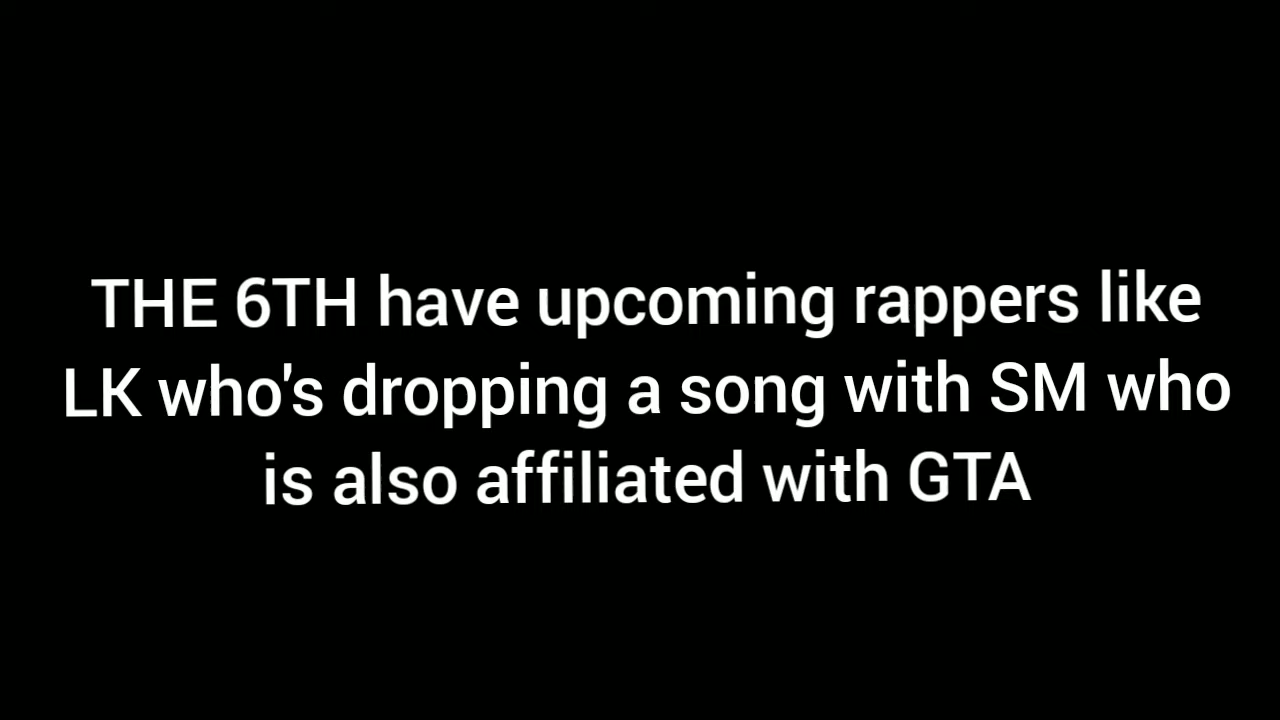 THE 6TH have upcoming rappers like
LK who's dropping a song with SM who
is also affiliated with GTA